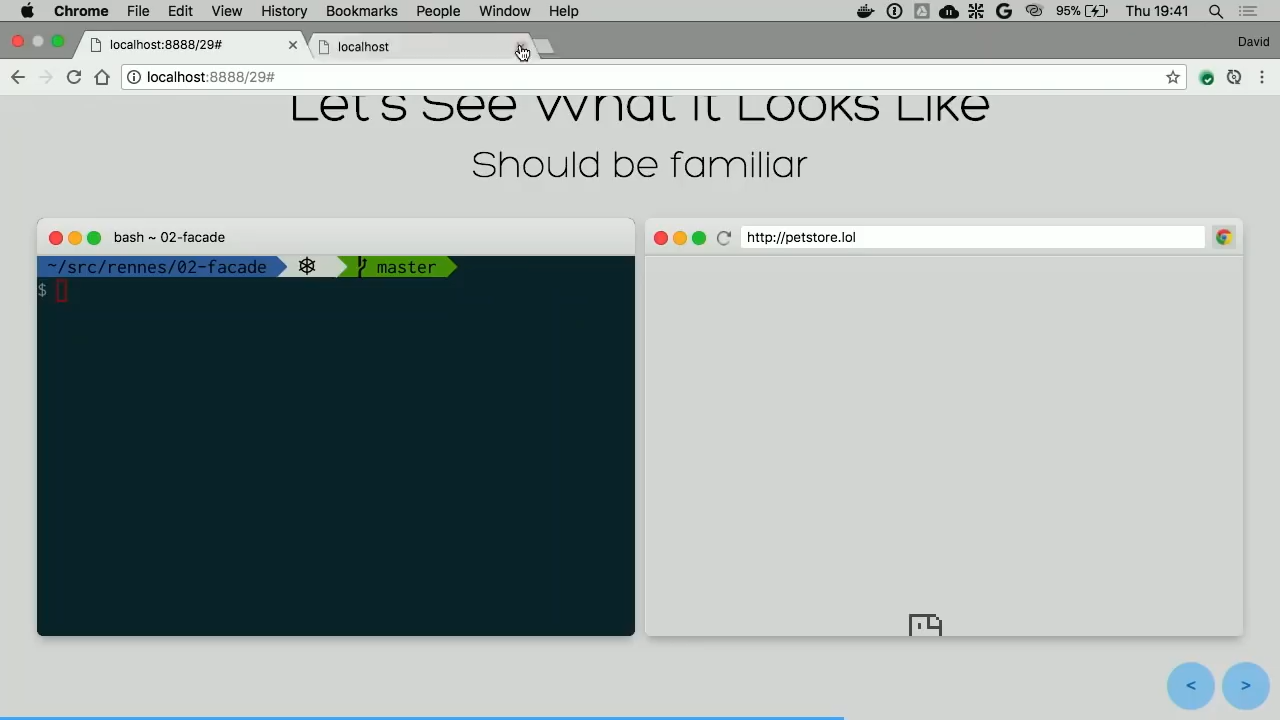 Chrome File Edit View History Bookmarks People Window Help 95% Thu 19:41
localhost:8888/29# localhost David
localhost:8888/29#
Let's See What it Looks Like
Should be familiar
bash ~ 02-facade
http://petstore.lol
~/src/rennes/02-facade master
$
< >